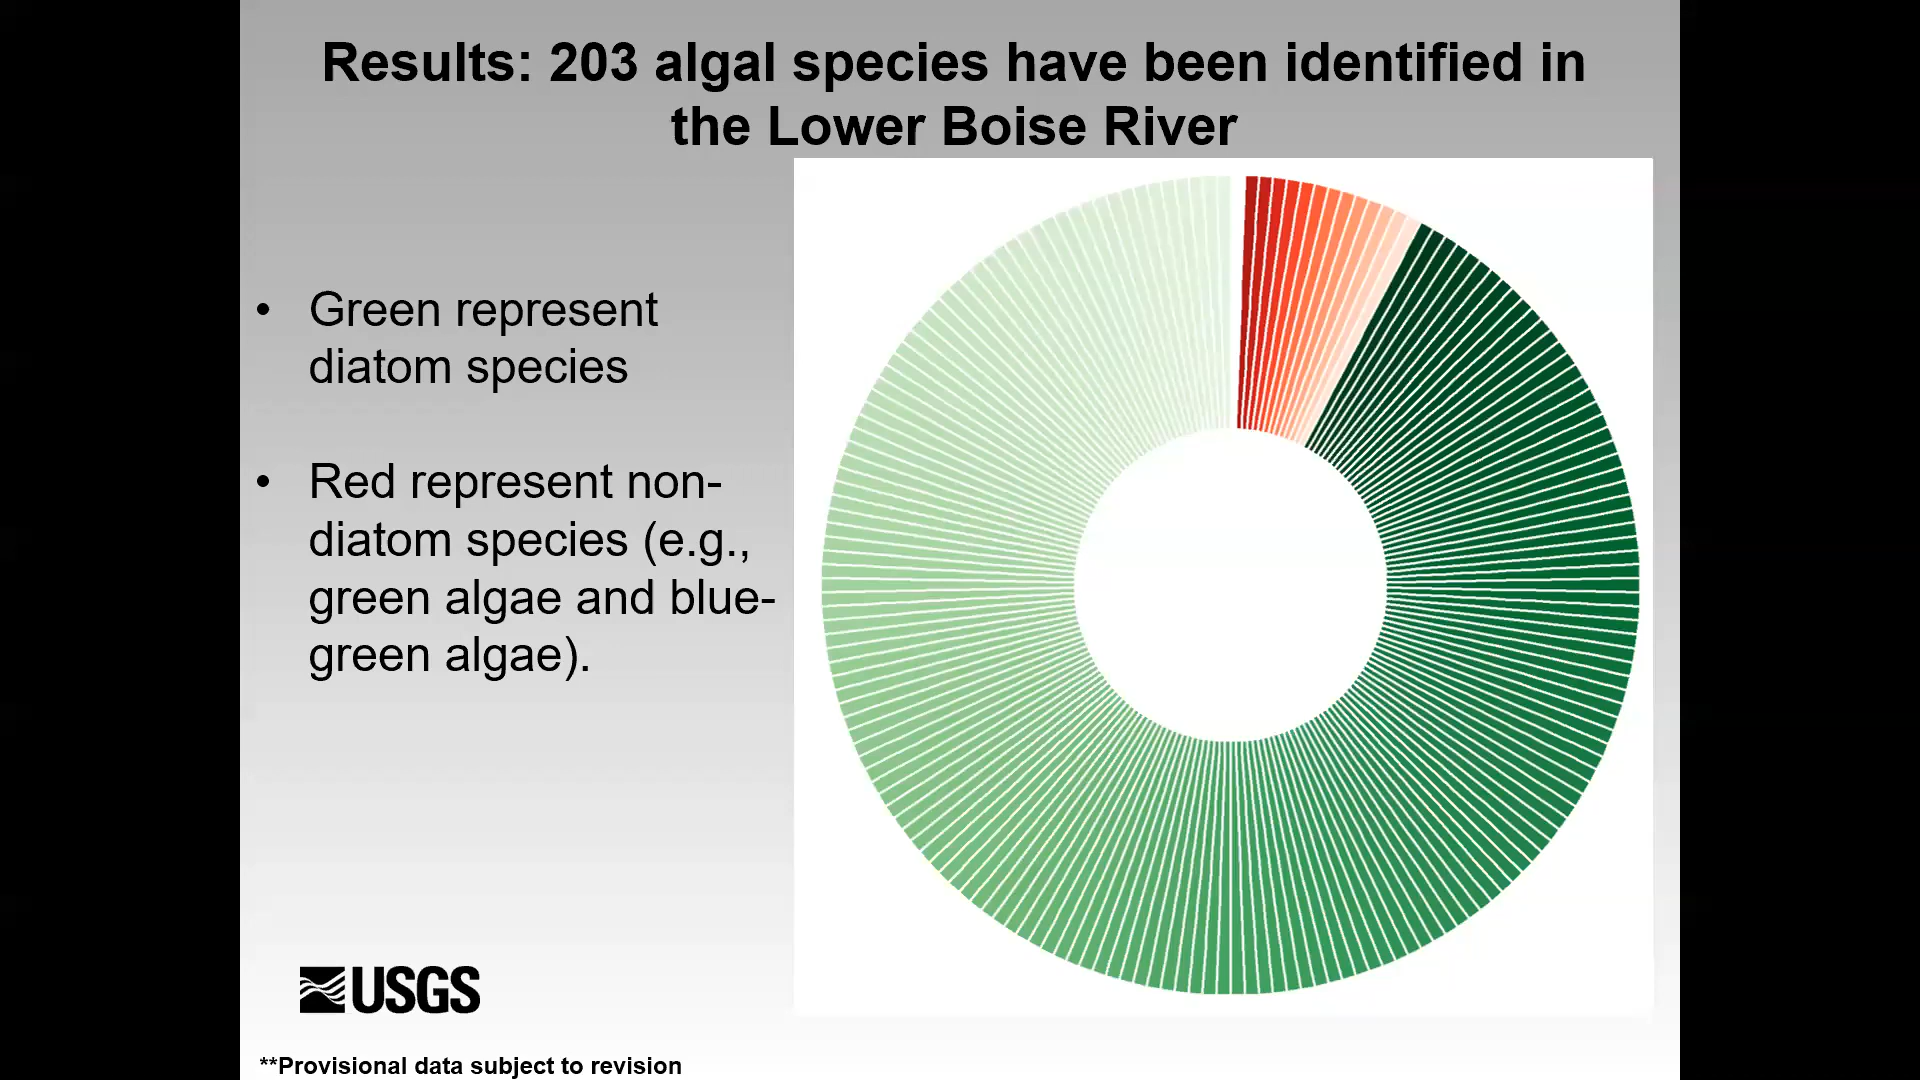 Results: 203 algal species have been identified in
the Lower Boise River
• Green represent
diatom species
• Red represent non-
diatom species (e.g.,
green algae and blue-
green algae).
USGS
**Provisional data subject to revision